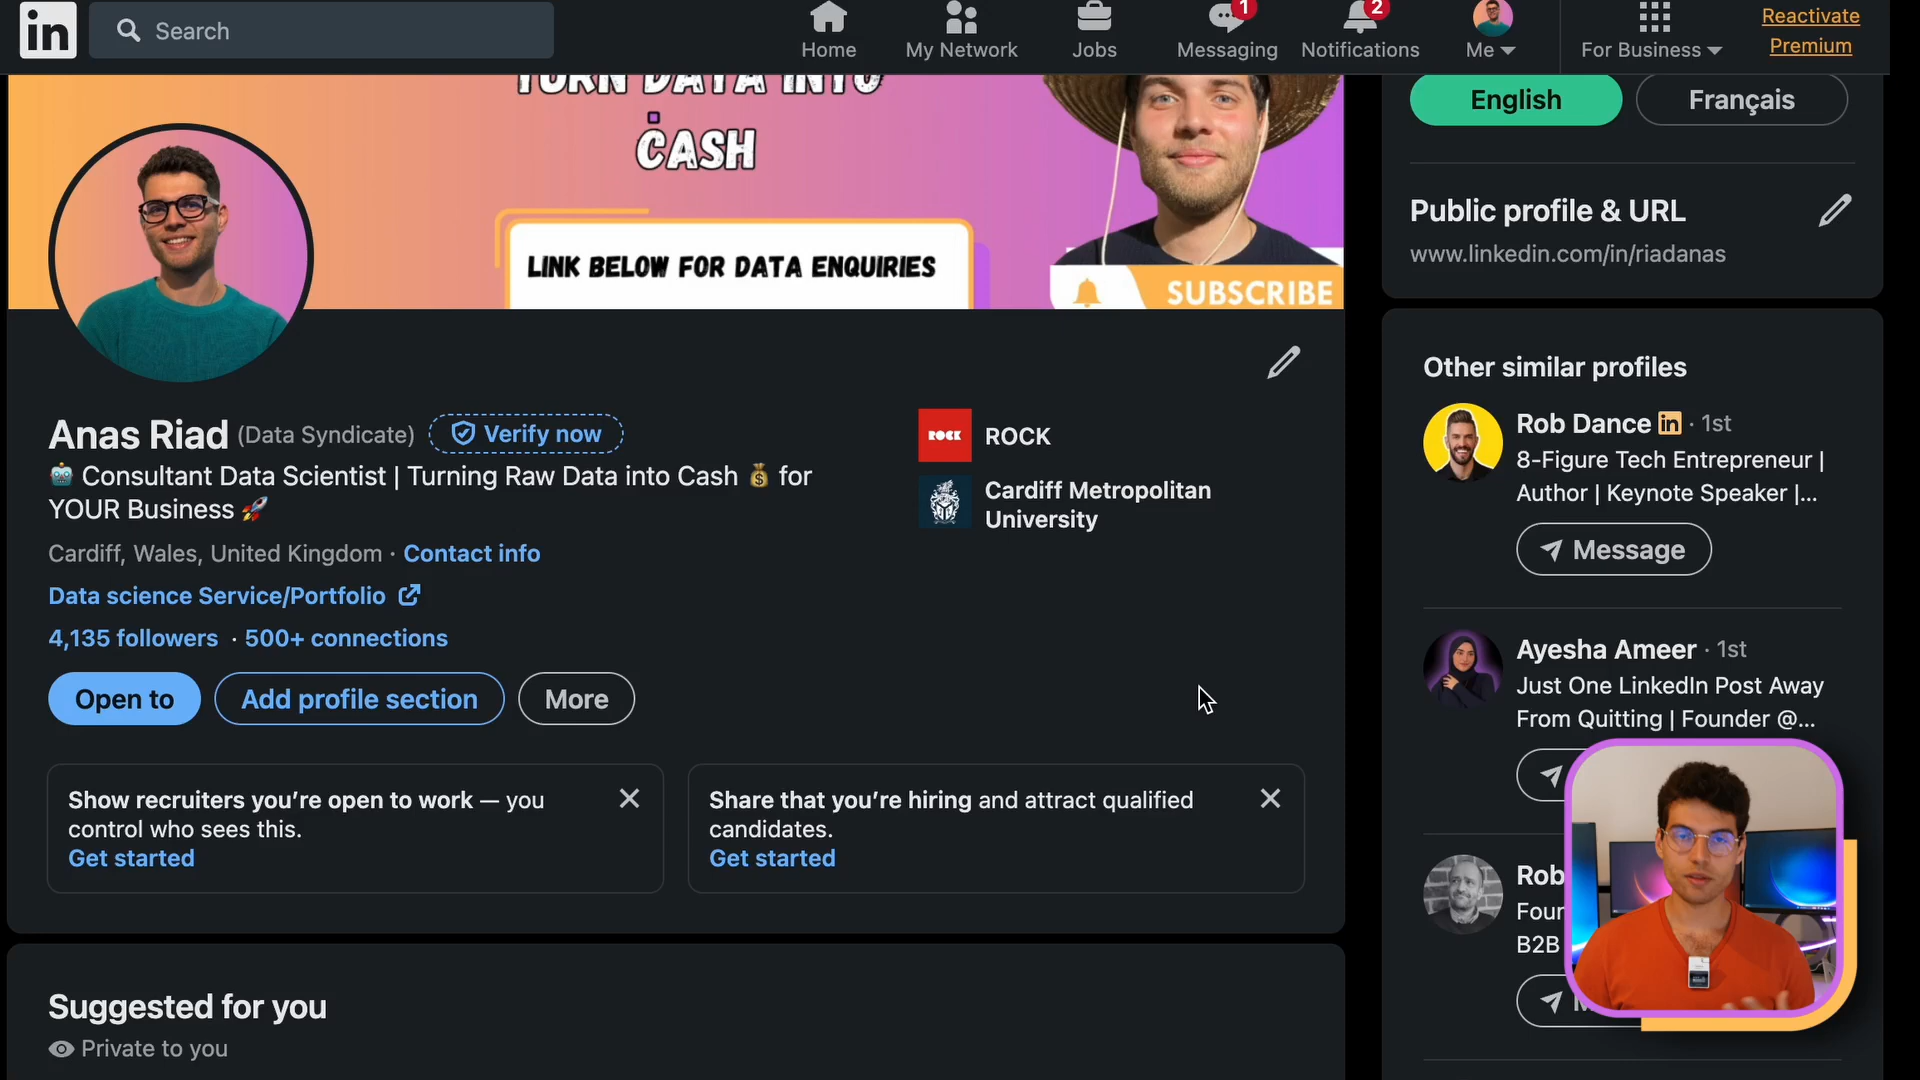 in
Search
Home
My Network
Jobs
1
Messaging
2
Notifications
Me
For Business
Reactivate
Premium
TURN DATA INTO
CASH
LINK BELOW FOR DATA ENQUIRIES
SUBSCRIBE
English
Français
Public profile & URL
www.linkedin.com/in/riadanas
Anas Riad (Data Syndicate) Verify now
🤖 Consultant Data Scientist | Turning Raw Data into Cash 💰 for
YOUR Business 🚀
Cardiff, Wales, United Kingdom · Contact info
Data science Service/Portfolio
4,135 followers · 500+ connections
Open to
Add profile section
More
ROCK
ROCK
Cardiff Metropolitan
University
Show recruiters you're open to work — you
control who sees this.
Get started
Share that you're hiring and attract qualified
candidates.
Get started
Suggested for you
Private to you
Other similar profiles
Rob Dance in · 1st
8-Figure Tech Entrepreneur |
Author | Keynote Speaker |...
Message
Ayesha Ameer · 1st
Just One LinkedIn Post Away
From Quitting | Founder @...
Rob
Four
B2B